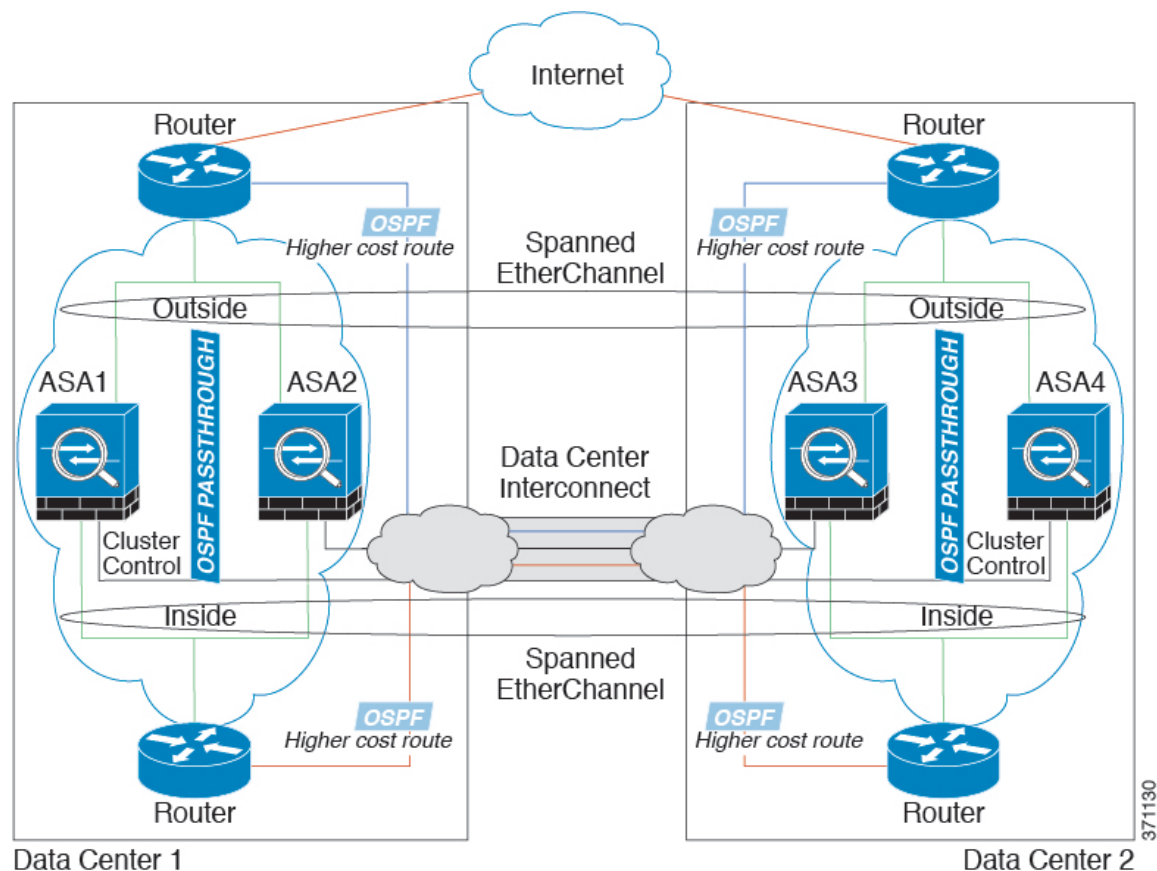 Internet
Router
Router
OSPF
Higher cost route
Spanned
EtherChannel
OSPF
Higher cost route
Outside
Outside
ASA1
OSPF PASSTHROUGH
ASA2
ASA3
OSPF PASSTHROUGH
ASA4
Data Center
Interconnect
Cluster
Control
Cluster
Control
Inside
Inside
Spanned
EtherChannel
OSPF
Higher cost route
OSPF
Higher cost route
Router
Router
371130
Data Center 1
Data Center 2